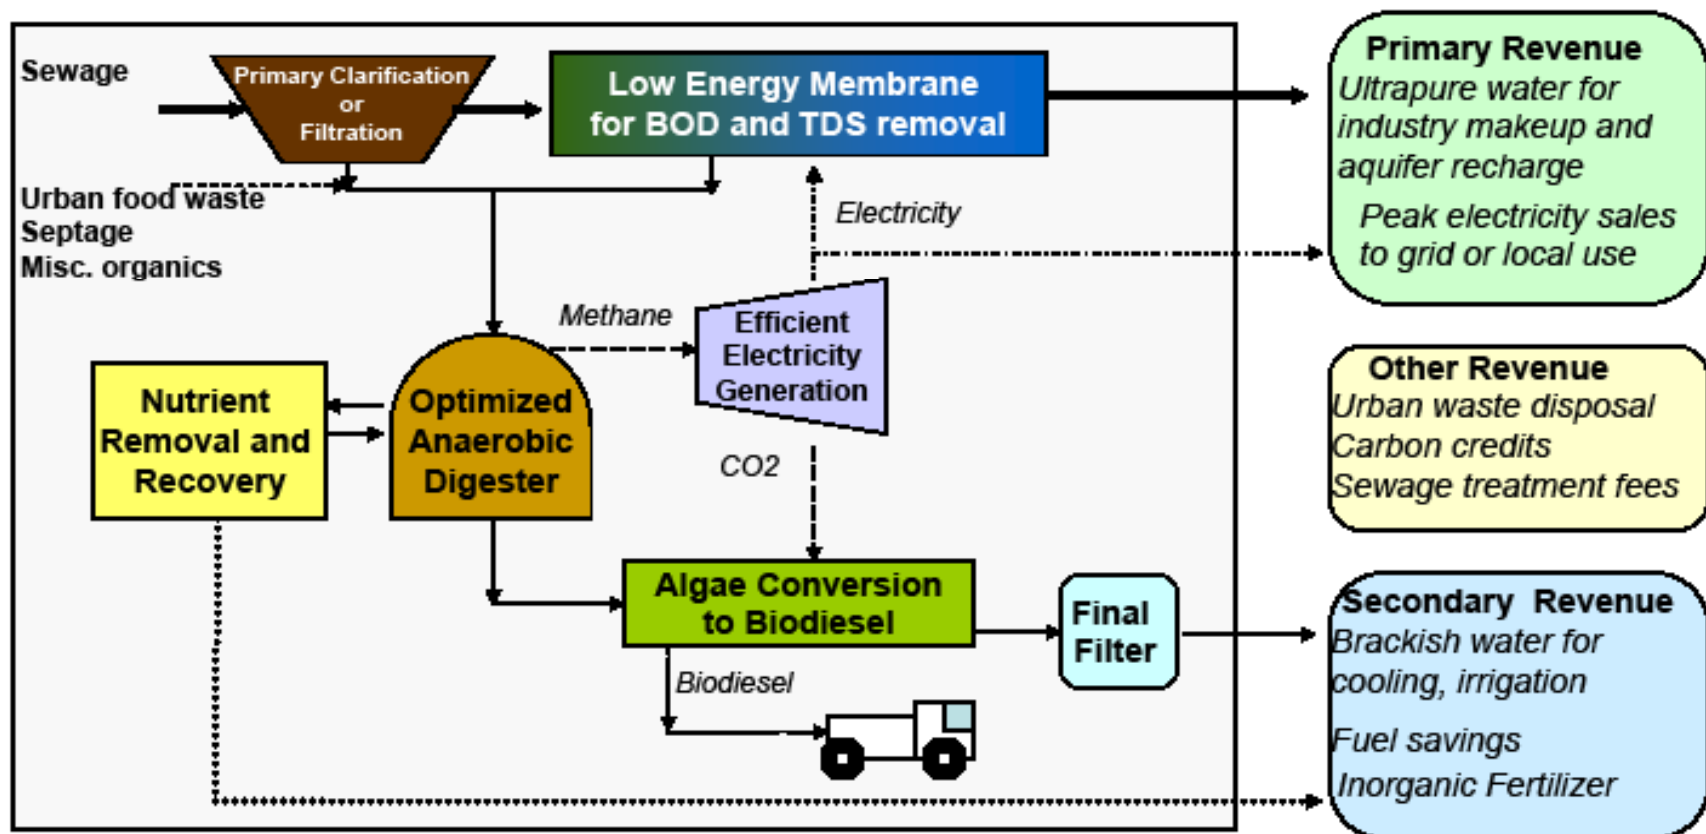 Sewage
Primary Clarification
or
Filtration
Low Energy Membrane
for BOD and TDS removal
Urban food waste
Septage
Misc. organics
Electricity
Methane
Efficient
Electricity
Generation
Nutrient
Removal and
Recovery
Optimized
Anaerobic
Digester
CO2
Algae Conversion
to Biodiesel
Final
Filter
Biodiesel
Primary Revenue
Ultrapure water for
industry makeup and
aquifer recharge
Peak electricity sales
to grid or local use
Other Revenue
Urban waste disposal
Carbon credits
Sewage treatment fees
Secondary Revenue
Brackish water for
cooling, irrigation
Fuel savings
Inorganic Fertilizer